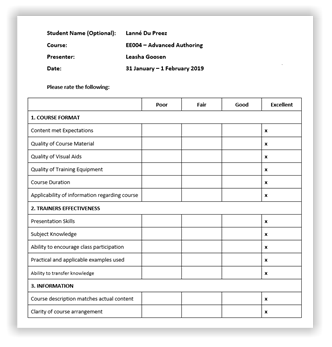 Student Name (Optional): Lanné Du Preez
Course: EE004 – Advanced Authoring
Presenter: Leasha Goosen
Date: 31 January – 1 February 2019
Please rate the following:
Poor Fair Good Excellent
1. COURSE FORMAT
Content met Expectations x
Quality of Course Material x
Quality of Visual Aids x
Quality of Training Equipment x
Course Duration x
Applicability of information regarding course x
2. TRAINERS EFFECTIVENESS
Presentation Skills x
Subject Knowledge x
Ability to encourage class participation x
Practical and applicable examples used x
Ability to transfer knowledge x
3. INFORMATION
Course description matches actual content x
Clarity of course arrangement x